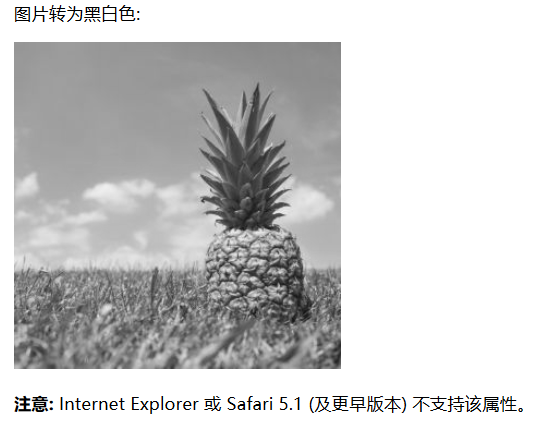 图片转为黑白色:
注意: Internet Explorer 或 Safari 5.1 (及更早版本) 不支持该属性。